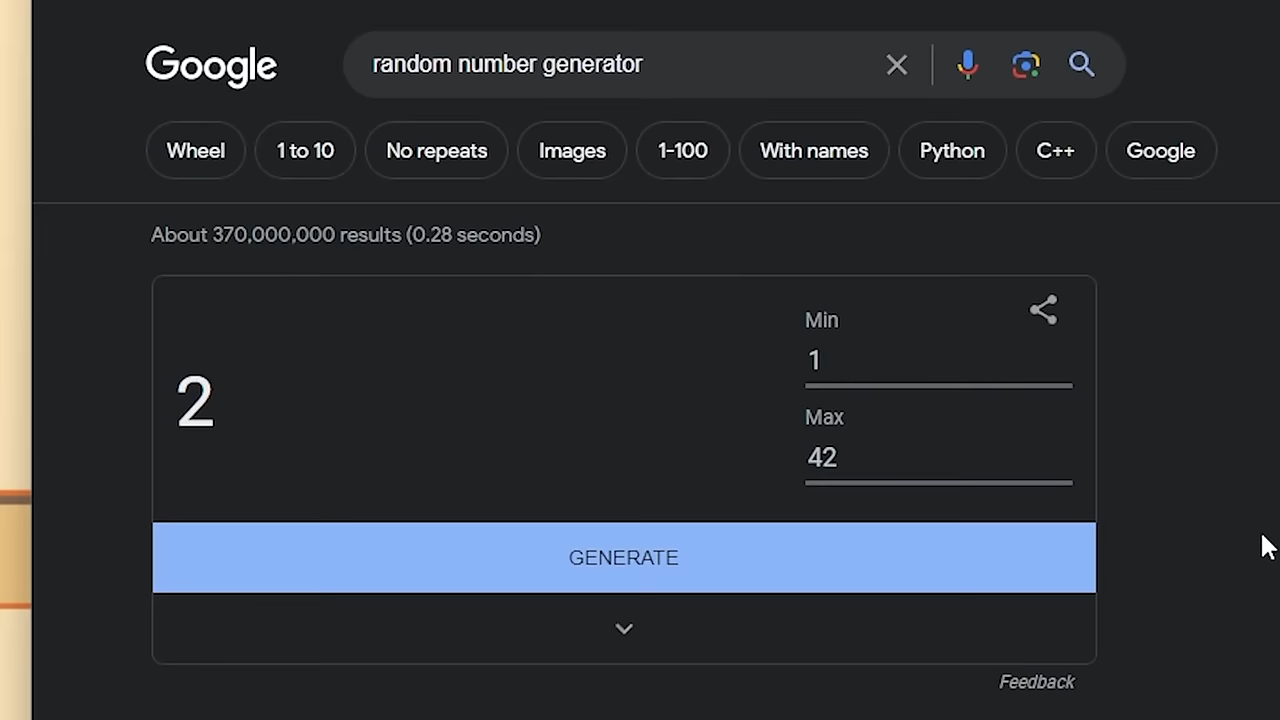 Google random number generator
Wheel 1 to 10 No repeats Images 1-100 With names Python C++ Google
About 370,000,000 results (0.28 seconds)
Min
1
2
Max
42
GENERATE
Feedback